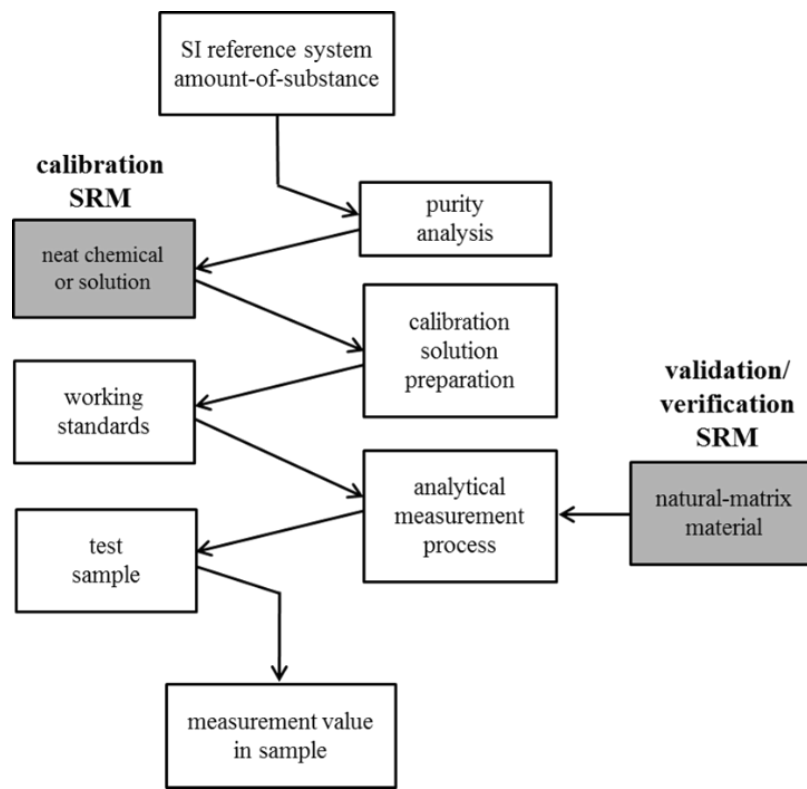 SI reference system
amount-of-substance
calibration
SRM
purity
analysis
neat chemical
or solution
calibration
solution
preparation
validation/
verification
SRM
working
standards
analytical
measurement
process
natural-matrix
material
test
sample
measurement value
in sample